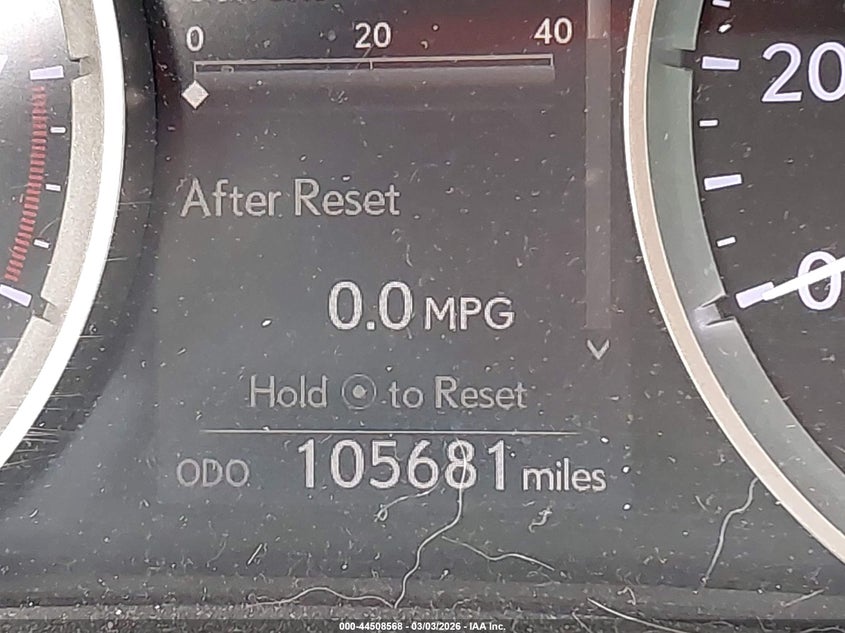 0 20 40
20
After Reset
0.0 MPG
0
Hold to Reset
ODO 105681 miles
000-44508568 - 03/03/2026 - IAA Inc.